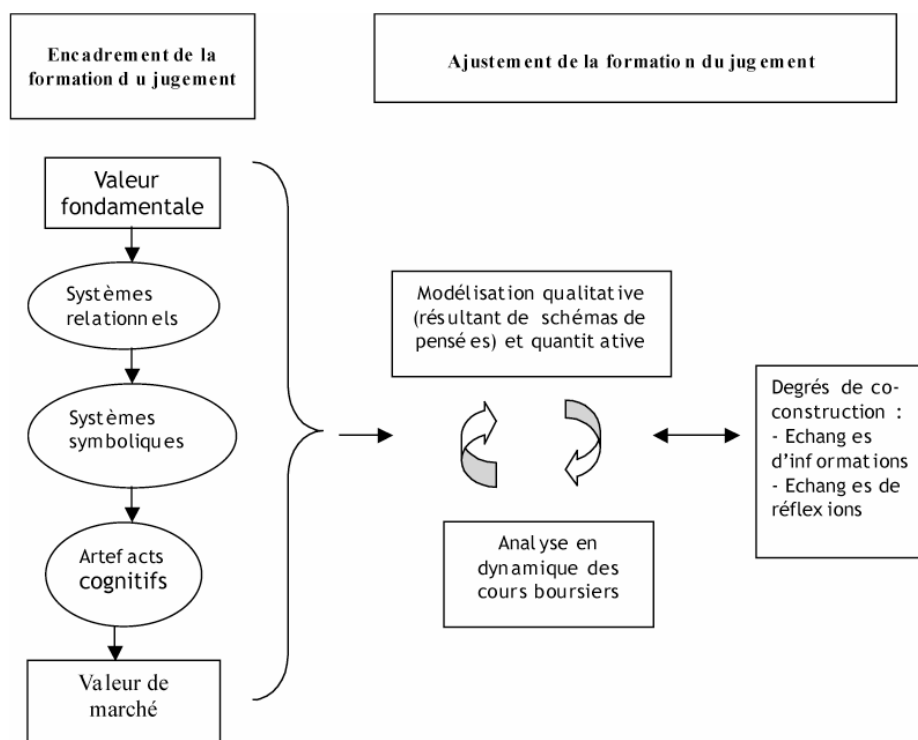 Encadrement de la
formation du jugement
Ajustement de la formation du jugement
Valeur
fondamentale
Systèmes
relationnels
Systèmes
symboliques
Artefacts
cognitifs
Valeur de
marché
Modélisation qualitative
(résultant de schémas de
pensées) et quantitative
Analyse en
dynamique des
cours boursiers
Degrés de co-
construction :
- Echanges
d'informations
- Echanges de
réflexions